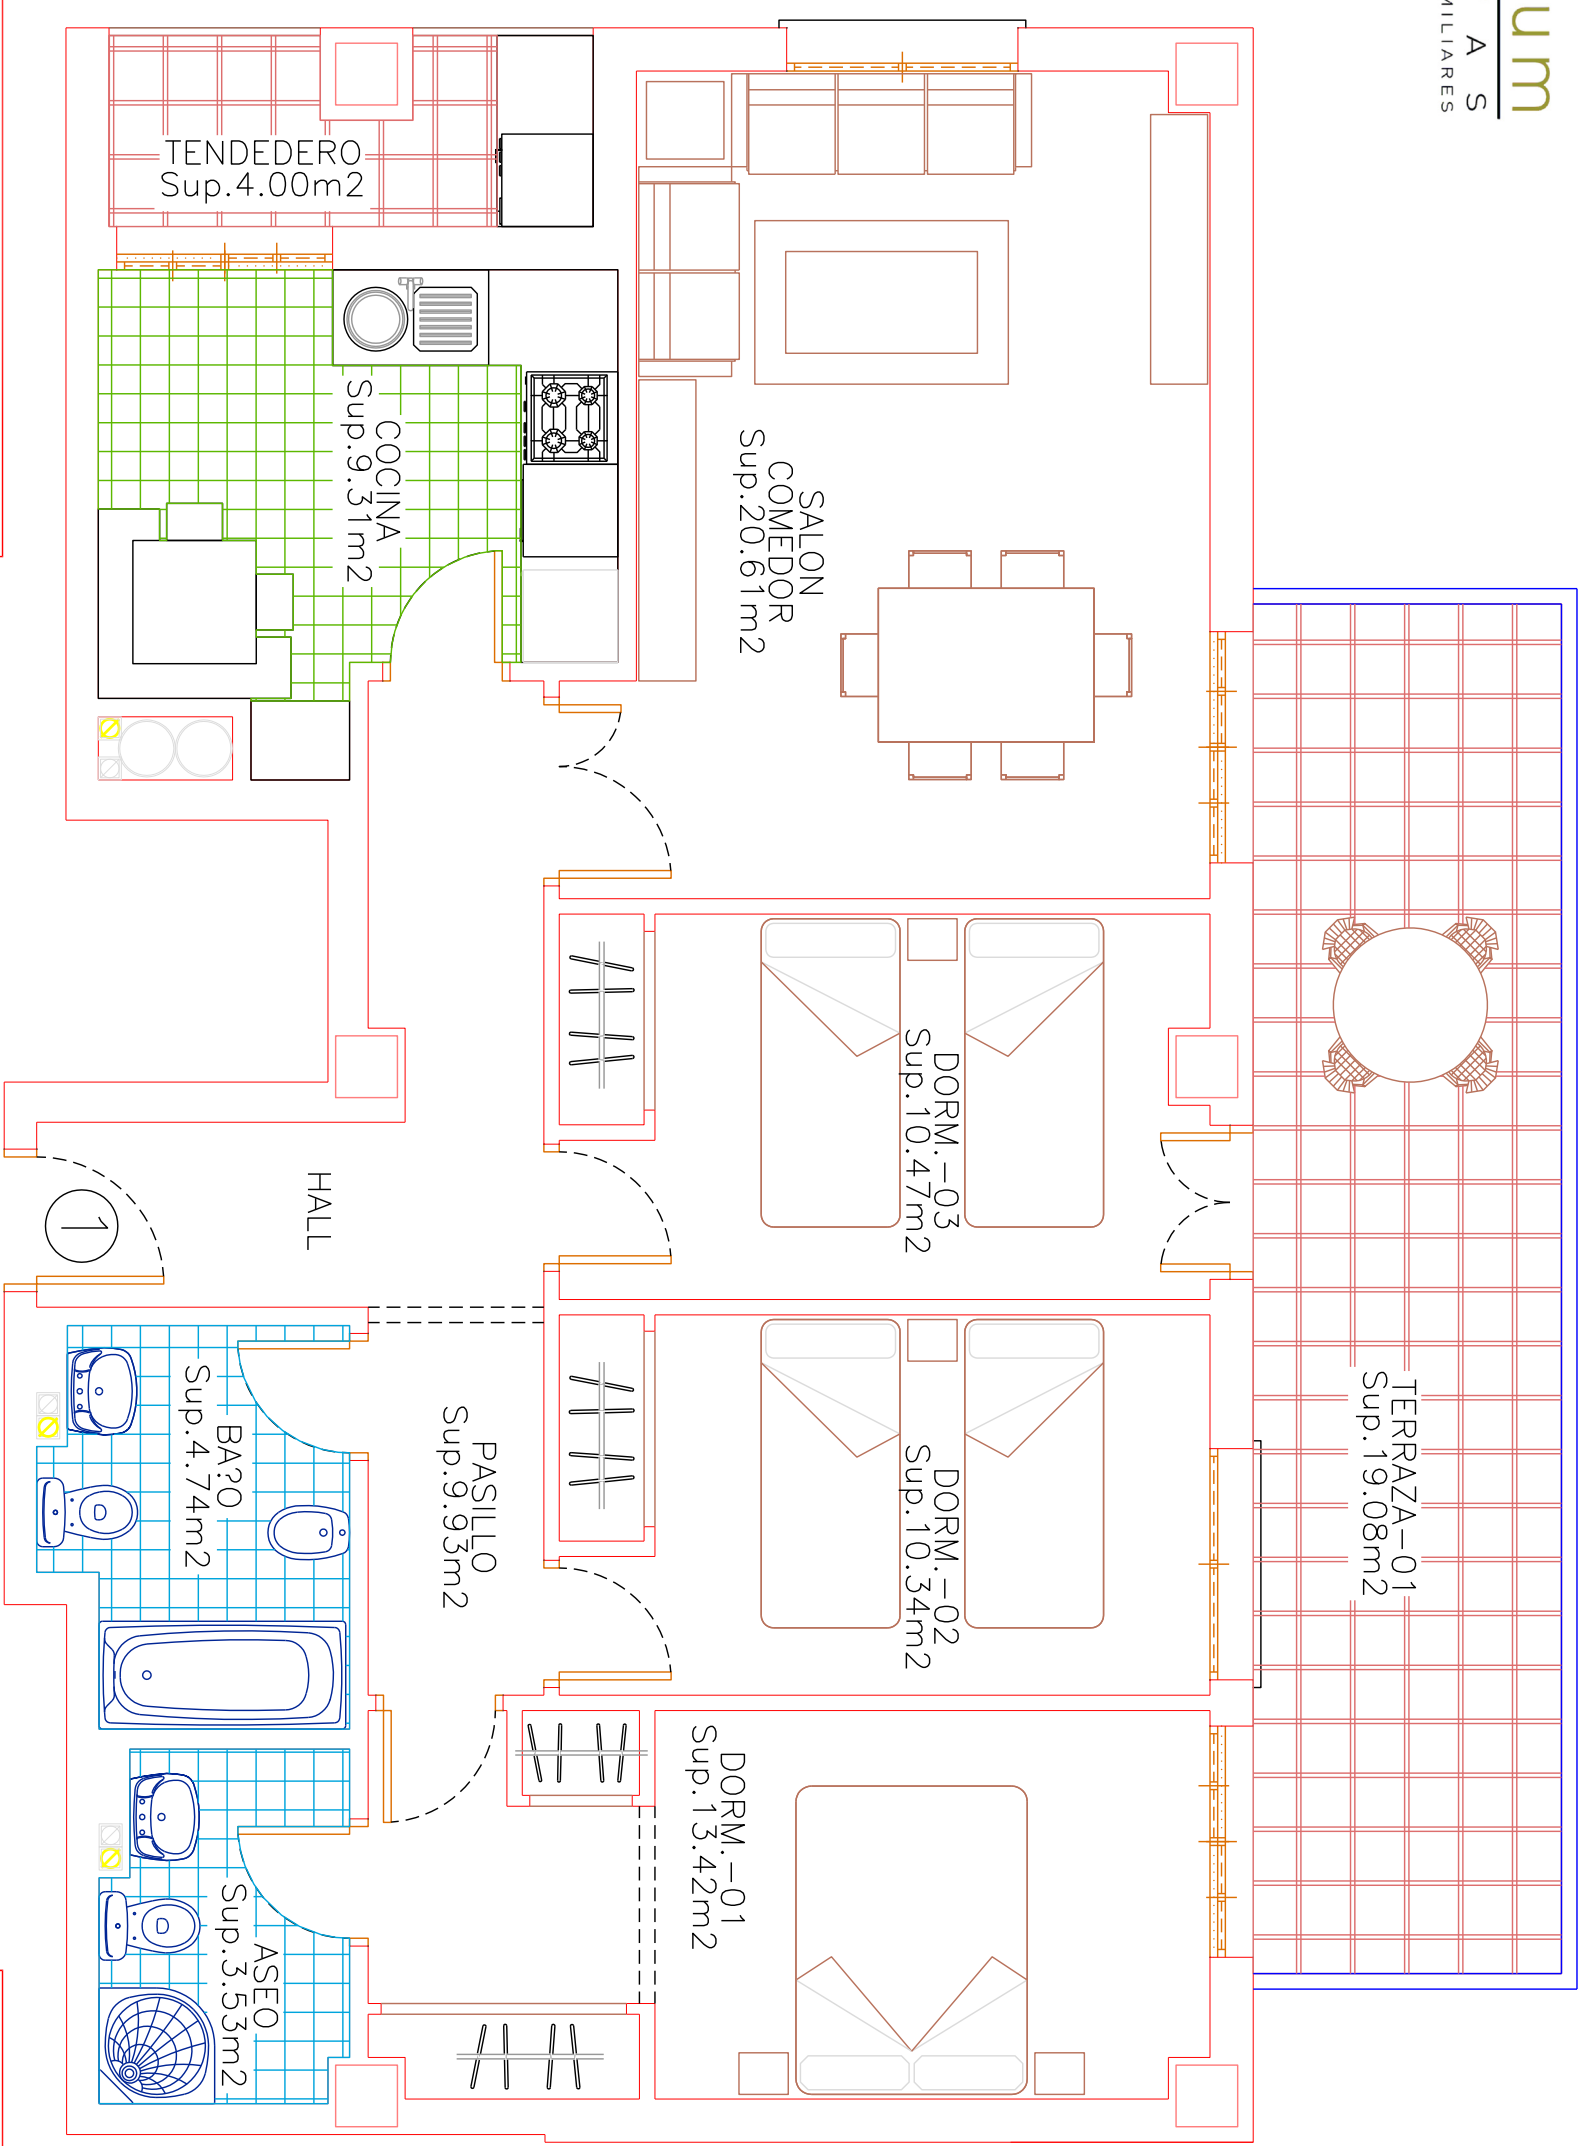 um
A S
MILIARES
TENDEDERO
Sup.4.00m2
COCINA
Sup.9.31m2
SALON
COMEDOR
Sup.20.61m2
DORM.-03
Sup.10.47m2
HALL
1
TERRAZA-01
Sup.19.08m2
DORM.-02
Sup.10.34m2
PASILLO
Sup.9.93m2
BA?O
Sup.4.74m2
DORM.-01
Sup.13.42m2
ASEO
Sup.3.53m2